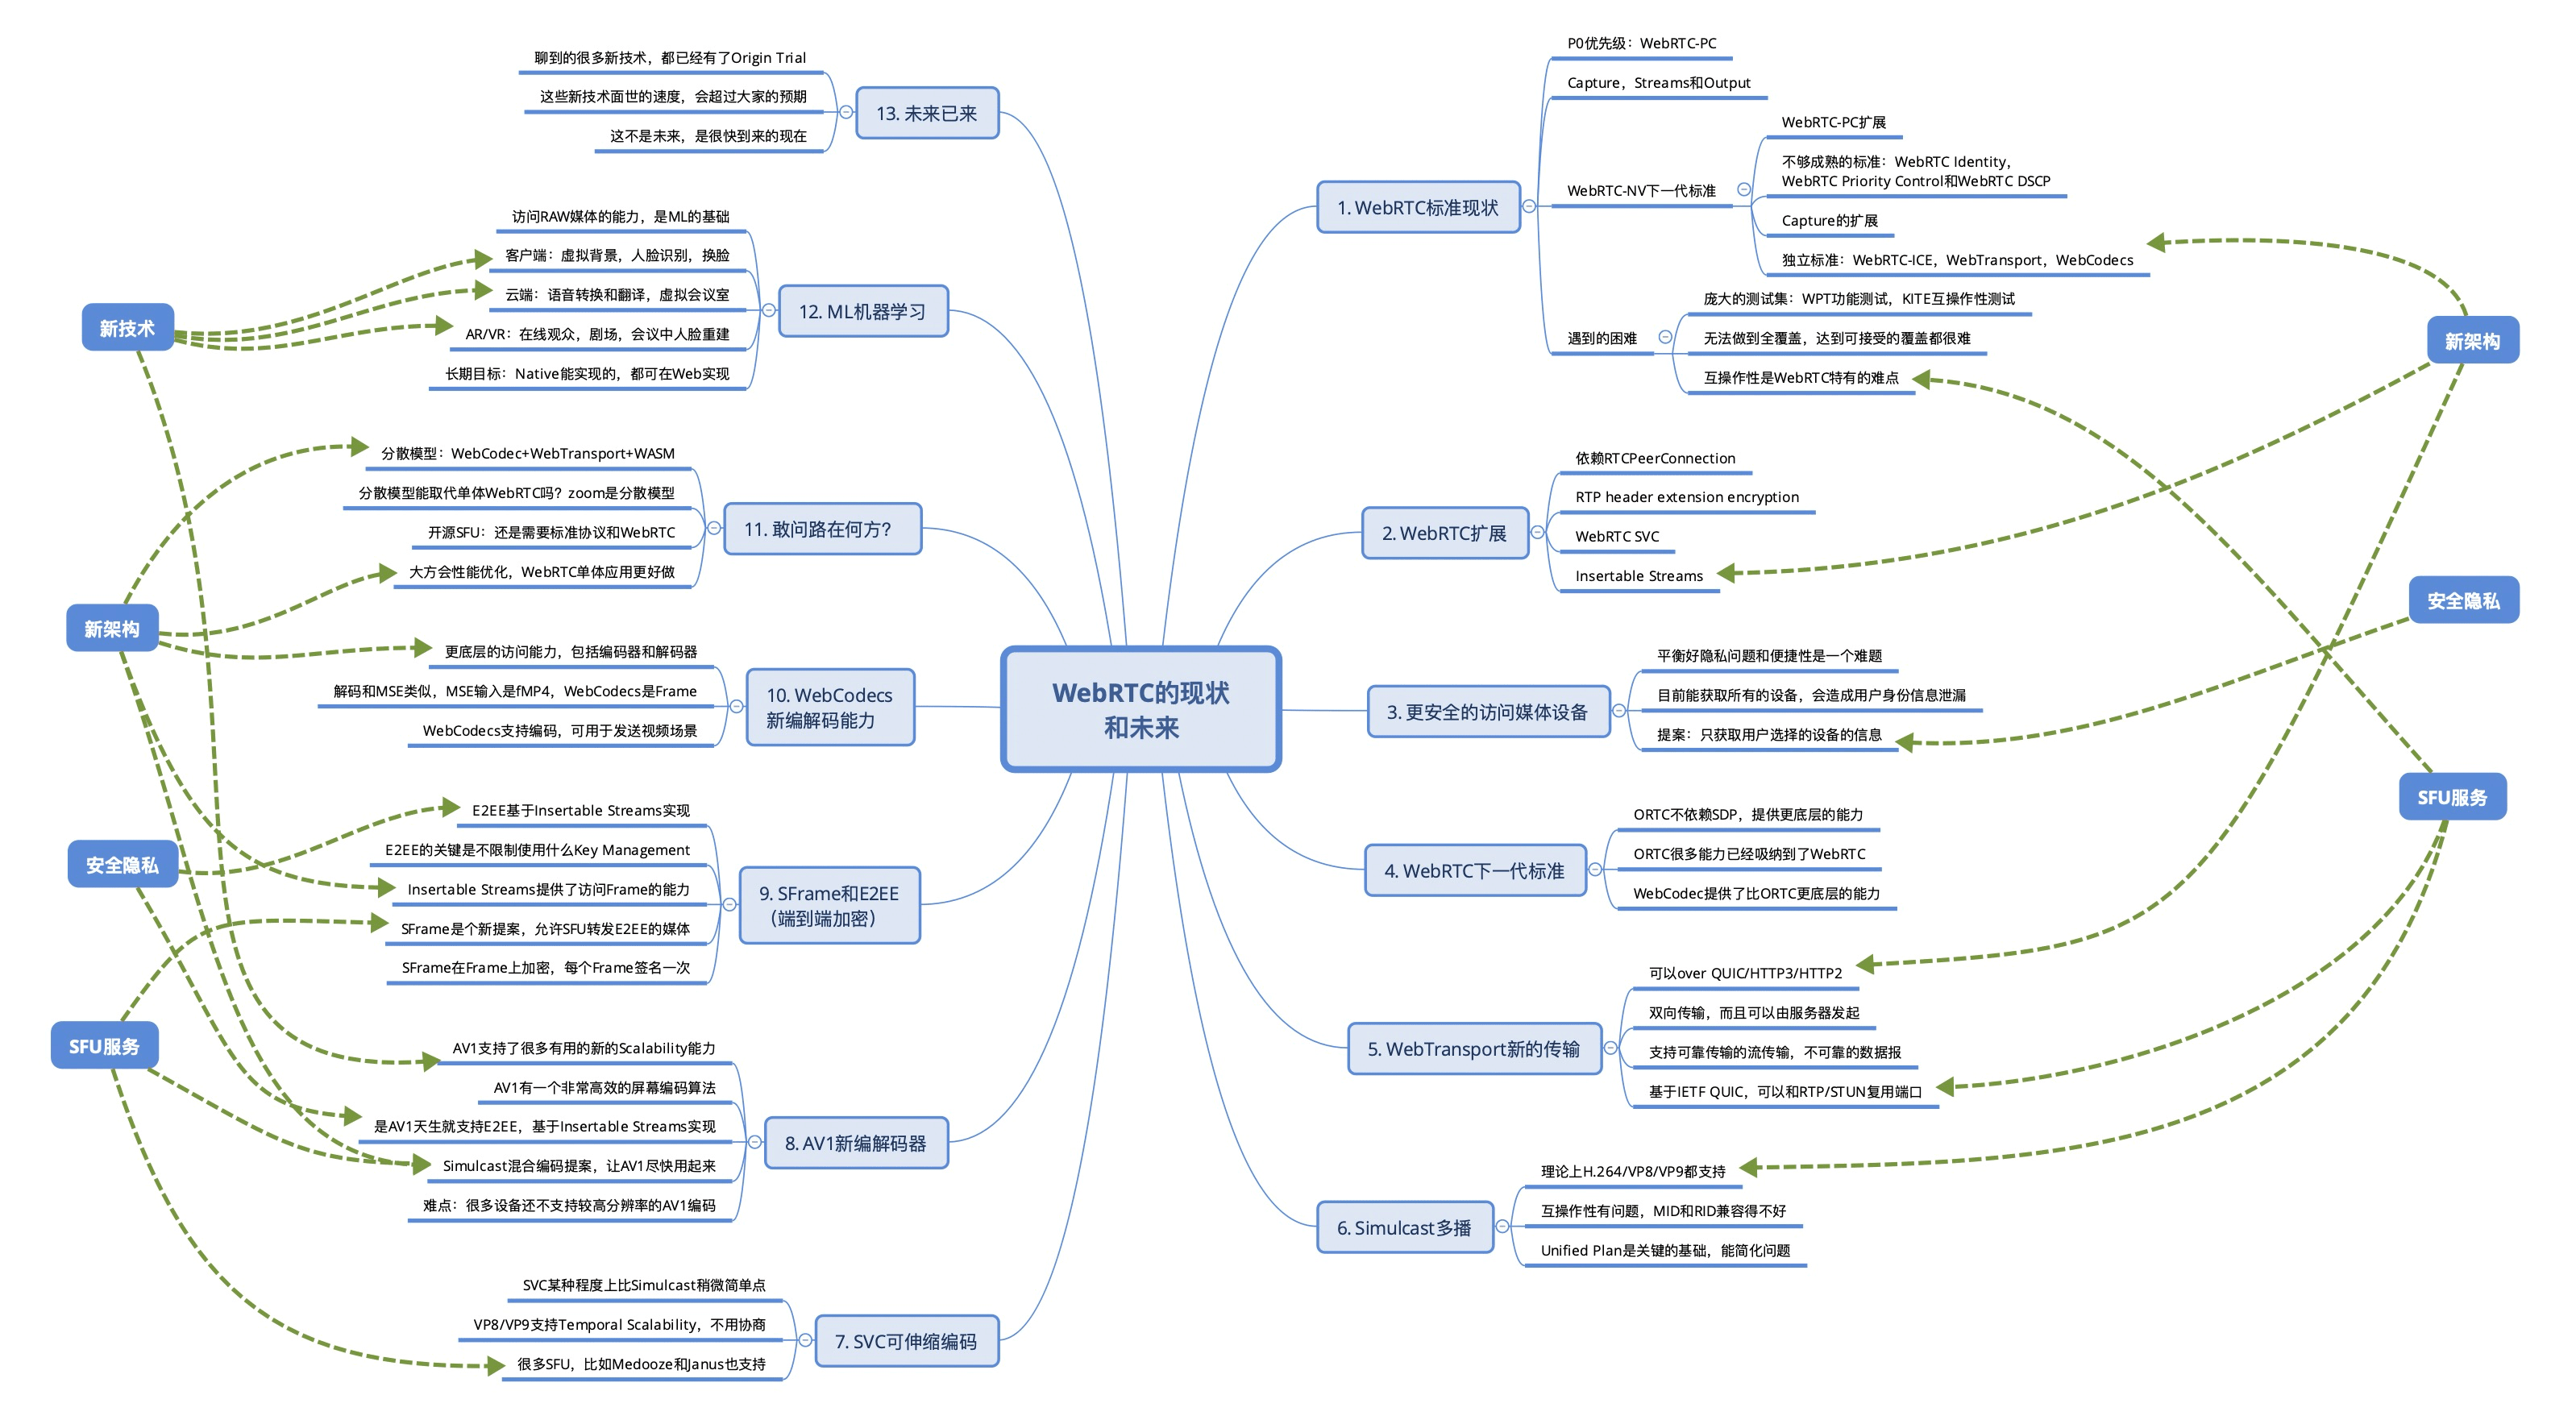 WebRTC的现状
和未来
1. WebRTC标准现状
P0优先级：WebRTC-PC
Capture，Streams和Output
WebRTC-NV下一代标准
WebRTC-PC扩展
不够成熟的标准：WebRTC Identity，
WebRTC Priority Control和WebRTC DSCP
Capture的扩展
独立标准：WebRTC-ICE，WebTransport，WebCodecs
遇到的困难
庞大的测试集：WPT功能测试，KITE互操作性测试
无法做到全覆盖，达到可接受的覆盖都很难
互操作性是WebRTC特有的难点
2. WebRTC扩展
依赖RTCPeerConnection
RTP header extension encryption
WebRTC SVC
Insertable Streams
3. 更安全的访问媒体设备
平衡好隐私问题和便捷性是一个难题
目前能获取所有的设备，会造成用户身份信息泄漏
提案：只获取用户选择的设备的信息
4. WebRTC下一代标准
ORTC不依赖SDP，提供更底层的能力
ORTC很多能力已经吸纳到了WebRTC
WebCodec提供了比ORTC更底层的能力
5. WebTransport新的传输
可以over QUIC/HTTP3/HTTP2
双向传输，而且可以由服务器发起
支持可靠传输的流传输，不可靠的数据报
基于IETF QUIC，可以和RTP/STUN复用端口
6. Simulcast多播
理论上H.264/VP8/VP9都支持
互操作性有问题，MID和RID兼容得不好
Unified Plan是关键的基础，能简化问题
新架构
安全隐私
SFU服务
13. 未来已来
聊到的很多新技术，都已经有了Origin Trial
这些新技术面世的速度，会超过大家的预期
这不是未来，是很快到来的现在
12. ML机器学习
访问RAW媒体的能力，是ML的基础
客户端：虚拟背景，人脸识别，换脸
云端：语音转换和翻译，虚拟会议室
AR/VR：在线观众，剧场，会议中人脸重建
长期目标：Native能实现的，都可在Web实现
11. 敢问路在何方？
分散模型：WebCodec+WebTransport+WASM
分散模型能取代单体WebRTC吗？zoom是分散模型
开源SFU：还是需要标准协议和WebRTC
大方会性能优化，WebRTC单体应用更好做
10. WebCodecs
新编解码能力
更底层的访问能力，包括编码器和解码器
解码和MSE类似，MSE输入是fMP4，WebCodecs是Frame
WebCodecs支持编码，可用于发送视频场景
9. SFrame和E2EE
（端到端加密）
E2EE基于Insertable Streams实现
E2EE的关键是不限制使用什么Key Management
Insertable Streams提供了访问Frame的能力
SFrame是个新提案，允许SFU转发E2EE的媒体
SFrame在Frame上加密，每个Frame签名一次
8. AV1新编解码器
AV1支持了很多有用的新的Scalability能力
AV1有一个非常高效的屏幕编码算法
是AV1天生就支持E2EE，基于Insertable Streams实现
Simulcast混合编码提案，让AV1尽快用起来
难点：很多设备还不支持较高分辨率的AV1编码
7. SVC可伸缩编码
SVC某种程度上比Simulcast稍微简单点
VP8/VP9支持Temporal Scalability，不用协商
很多SFU，比如Medooze和Janus也支持
新技术
新架构
安全隐私
SFU服务